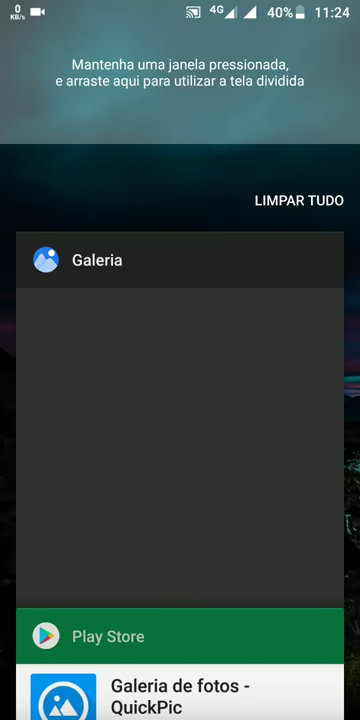 0
KB/s
4G
40%
11:24
Mantenha uma janela pressionada,
e arraste aqui para utilizar a tela dividida
LIMPAR TUDO
Galeria
Play Store
Galeria de fotos -
QuickPic